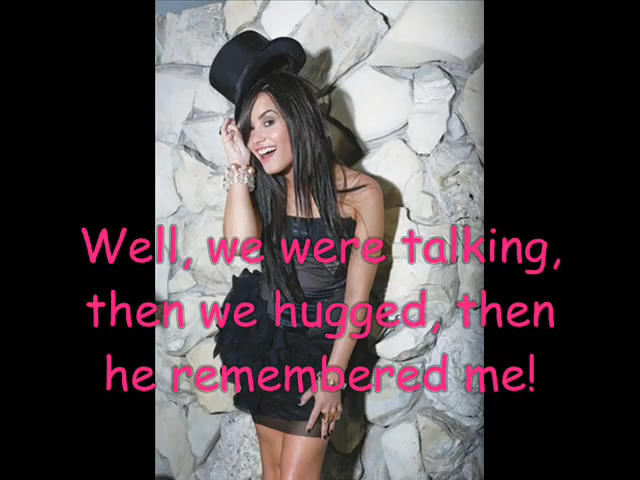 Well, we were talking,
then we hugged, then
he remembered me!